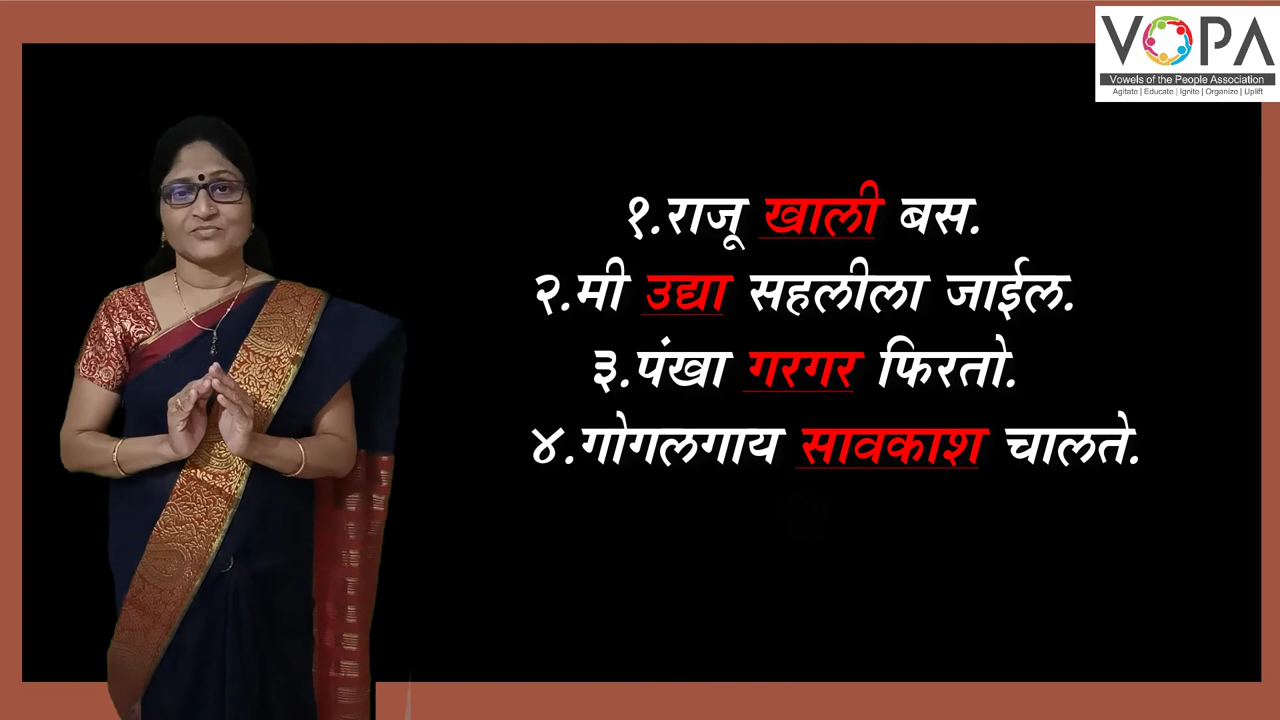 VOPA
Vowels of the People Association
Agitate | Educate | Ignite | Organize | Uplift
१.राजू खाली बस.
२.मी उद्या सहलीला जाईल.
३.पंखा गरगर फिरतो.
४.गोगलगाय सावकाश चालते.